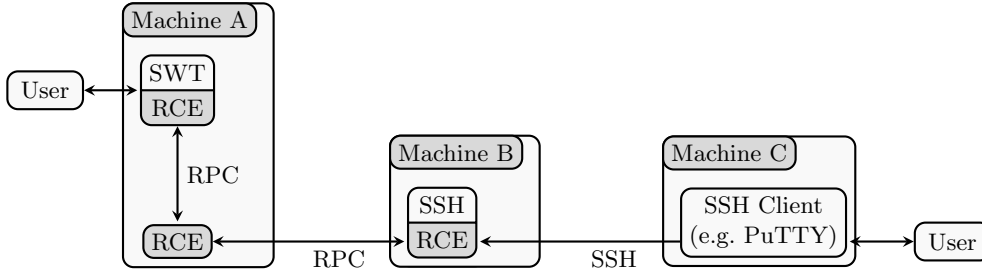 Machine A
SWT
User
RCE
Machine B
Machine C
RPC
SSH
SSH Client
RCE
RCE
(e.g. PuTTY)
User
RPC
SSH